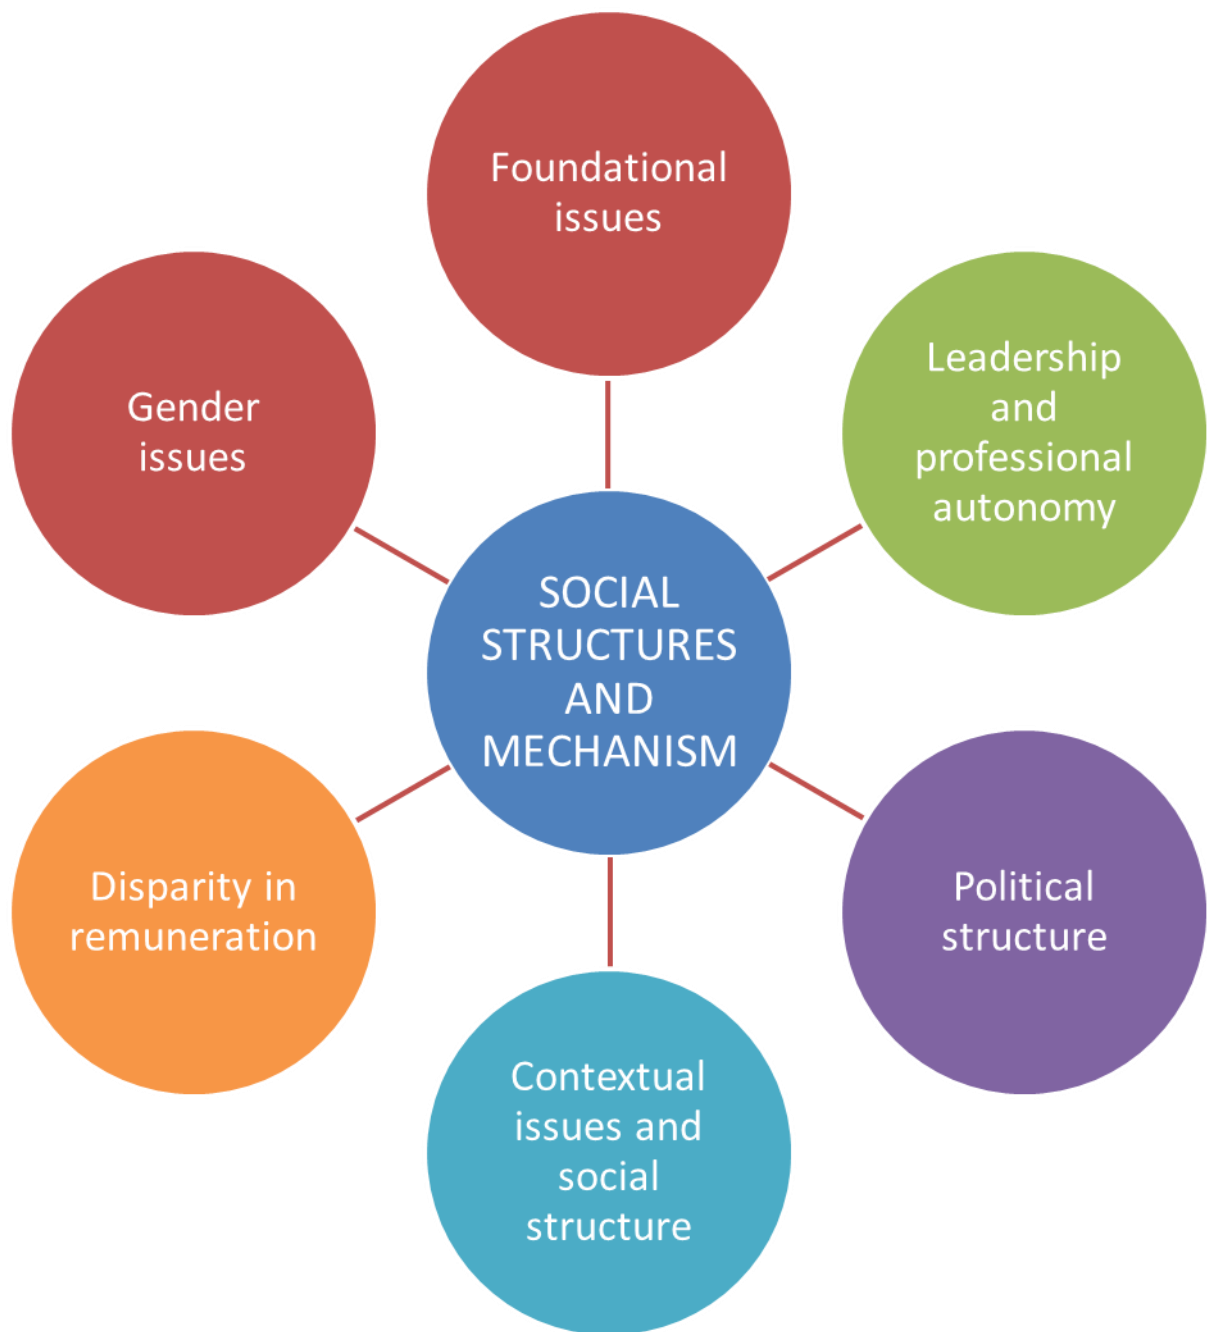 Foundational
issues
Leadership
and
professional
autonomy
Political
structure
Contextual
issues and
social
structure
Disparity in
remuneration
Gender
issues
SOCIAL
STRUCTURES
AND
MECHANISM